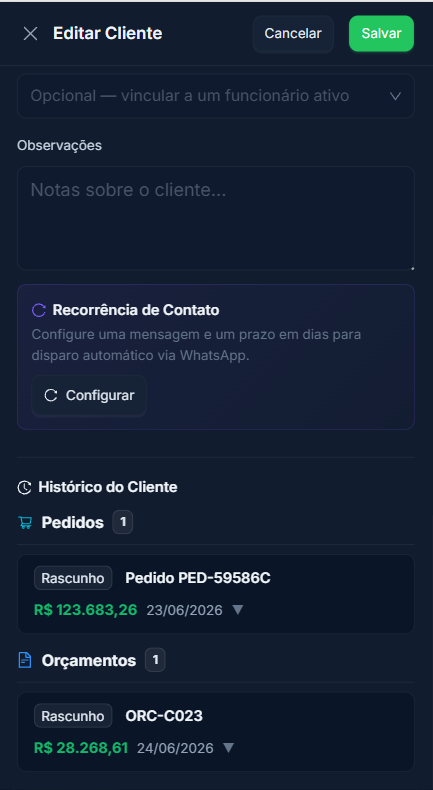 Editar Cliente
Cancelar
Salvar
Opcional — vincular a um funcionário ativo
Observações
Notas sobre o cliente...
Recorrência de Contato
Configure uma mensagem e um prazo em dias para
disparo automático via WhatsApp.
Configurar
Histórico do Cliente
Pedidos 1
Rascunho Pedido PED-59586C
R$ 123.683,26 23/06/2026 ▼
Orçamentos 1
Rascunho ORC-C023
R$ 28.268,61 24/06/2026 ▼